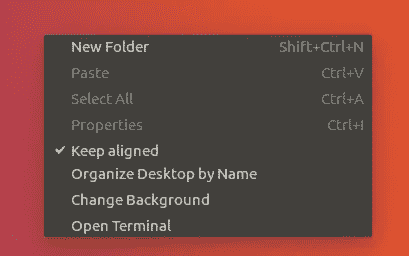 New Folder Shift+Ctrl+N
Paste Ctrl+V
Select All Ctrl+A
Properties Ctrl+I
Keep aligned
Organize Desktop by Name
Change Background
Open Terminal